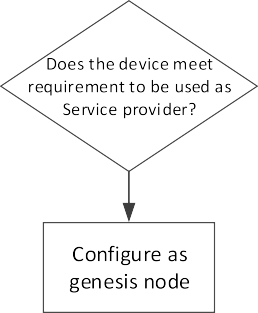 Does the device meet
requirement to be used as
Service provider?
Configure as
genesis node